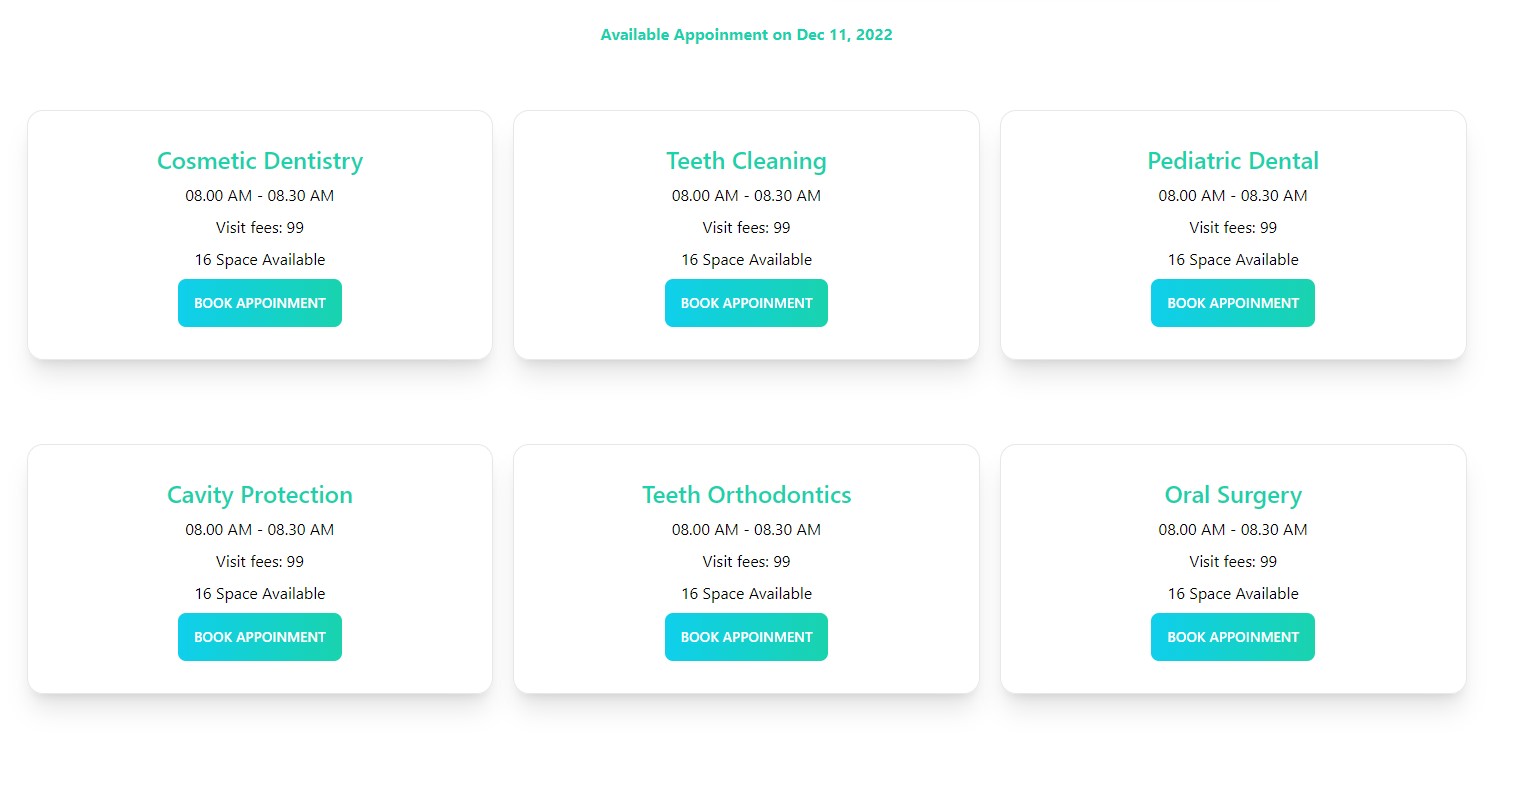 Available Appoinment on Dec 11, 2022
Cosmetic Dentistry
08.00 AM - 08.30 AM
Visit fees: 99
16 Space Available
BOOK APPOINMENT
Teeth Cleaning
08.00 AM - 08.30 AM
Visit fees: 99
16 Space Available
BOOK APPOINMENT
Pediatric Dental
08.00 AM - 08.30 AM
Visit fees: 99
16 Space Available
BOOK APPOINMENT
Cavity Protection
08.00 AM - 08.30 AM
Visit fees: 99
16 Space Available
BOOK APPOINMENT
Teeth Orthodontics
08.00 AM - 08.30 AM
Visit fees: 99
16 Space Available
BOOK APPOINMENT
Oral Surgery
08.00 AM - 08.30 AM
Visit fees: 99
16 Space Available
BOOK APPOINMENT